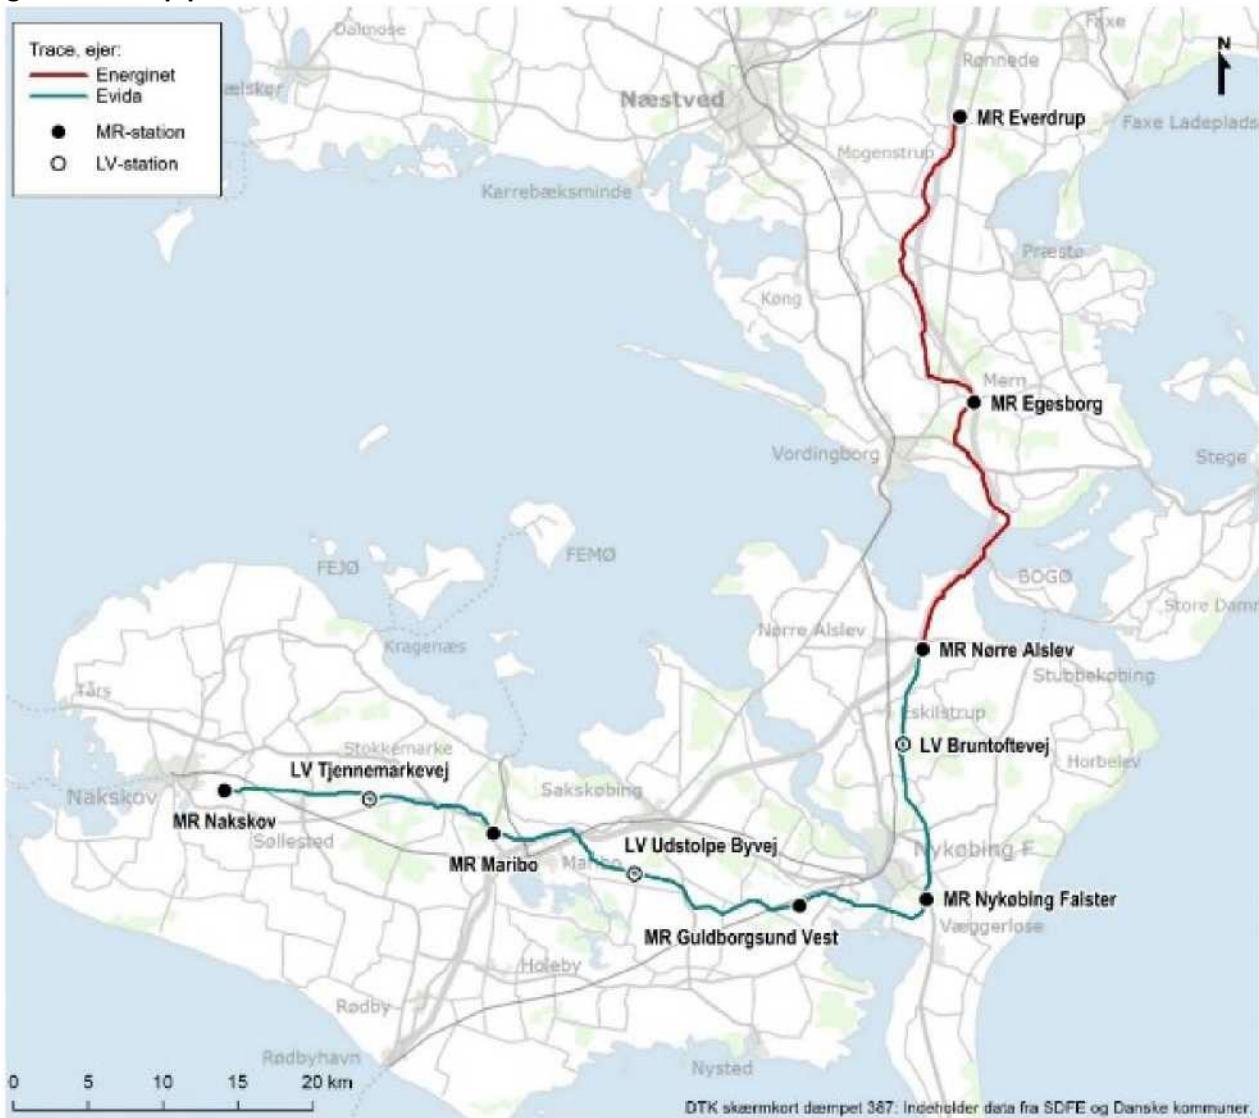 Trace, ejer:
Energinet
Evida
MR-station
LV-station
N
Dalmose
Faxe
Rønnede
Næstved
MR Everdrup
Faxe Ladeplads
Mogenstrup
Karrebæksminde
Præstø
Køng
Mern
MR Egesborg
Vordingborg
Stege
FEMØ
FEJØ
BOGØ
Store Damn
Nørre Alslev
Kragenæs
MR Nørre Alslev
Stubbekøbing
Tårs
Eskilstrup
Stokkemarke
LV Bruntoftevej
Horbelev
LV Tjennemarkevej
Sakskøbing
Nakskov
MR Nakskov
Søllested
LV Udstolpe Byvej
Nykøbing F
MR Maribo
Maribo
MR Nykøbing Falster
Væggerløse
MR Guldborgsund Vest
Holeby
Rødby
Rødbyhavn
Nysted
0 5 10 15 20 km
DTK skærmkort dæmpet 387: Indeholder data fra SDFE og Danske kommuner.